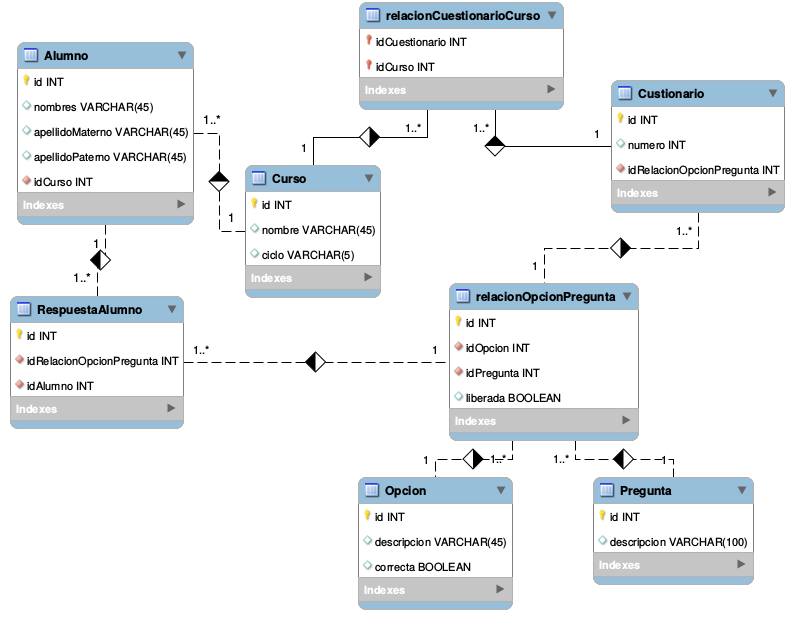 relacionCuestionarioCurso
idCuestionario INT
idCurso INT
Indexes
Alumno
id INT
nombres VARCHAR(45)
apellidoMaterno VARCHAR(45)
apellidoPaterno VARCHAR(45)
idCurso INT
Indexes
Custionario
id INT
numero INT
idRelacionOpcionPregunta INT
Indexes
1..*
1
1
1..*
1..*
1
Curso
id INT
nombre VARCHAR(45)
ciclo VARCHAR(5)
Indexes
1
1..*
1..*
1
RespuestaAlumno
id INT
idRelacionOpcionPregunta INT
idAlumno INT
Indexes
relacionOpcionPregunta
id INT
idOpcion INT
idPregunta INT
liberada BOOLEAN
Indexes
1..*
1
1
1..*
1..*
1
Opcion
id INT
descripcion VARCHAR(45)
correcta BOOLEAN
Indexes
Pregunta
id INT
descripcion VARCHAR(100)
Indexes